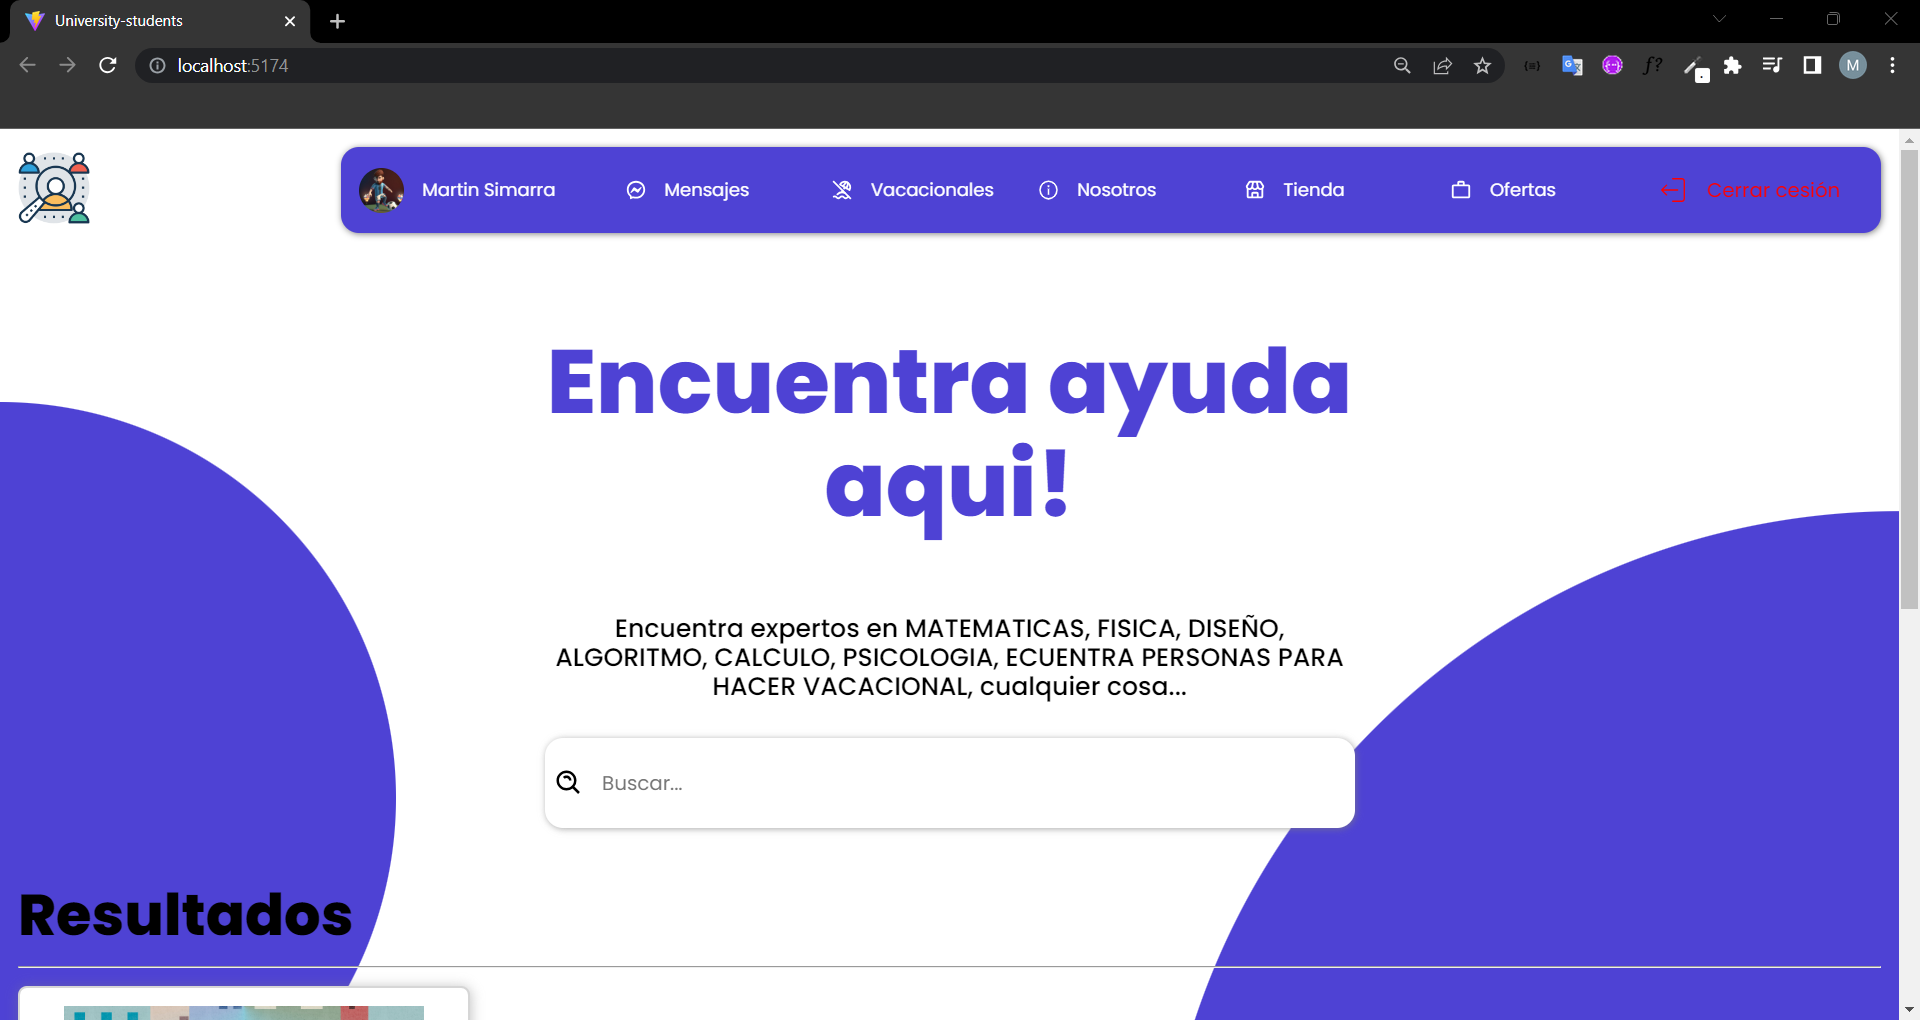 University-students
localhost:5174
M
Martin Simarra
Mensajes
Vacacionales
Nosotros
Tienda
Ofertas
Cerrar cesión
Encuentra ayuda
aqui!
Encuentra expertos en MATEMATICAS, FISICA, DISEÑO,
ALGORITMO, CALCULO, PSICOLOGIA, ECUENTRA PERSONAS PARA
HACER VACACIONAL, cualquier cosa...
Buscar...
Resultados